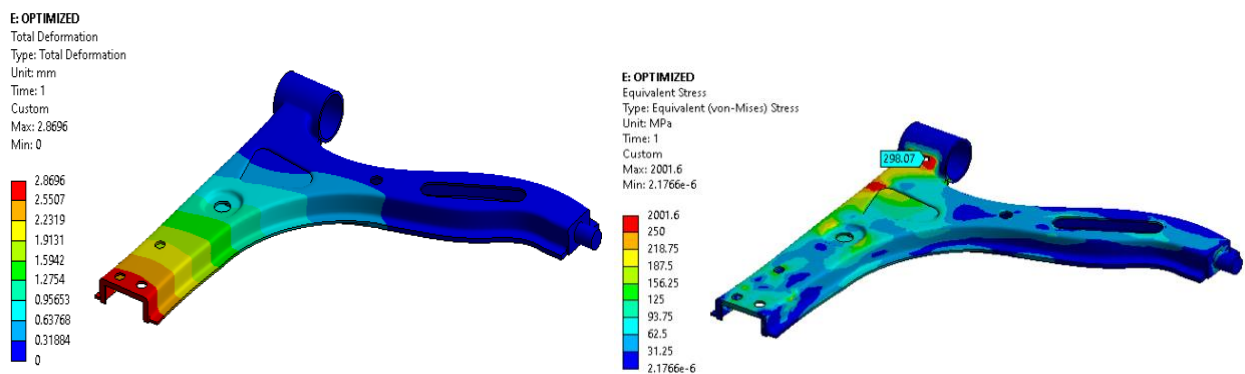 E: OPTIMIZED
Total Deformation
Type: Total Deformation
Unit: mm
Time: 1
Custom
Max: 2.8696
Min: 0
2.8696
2.5507
2.2319
1.9131
1.5942
1.2754
0.95653
0.63768
0.31884
0
E: OPTIMIZED
Equivalent Stress
Type: Equivalent (von-Mises) Stress
Unit: MPa
Time: 1
Custom
Max: 2001.6
Min: 2.1766e-6
2001.6
250
218.75
187.5
156.25
125
93.75
62.5
31.25
2.1766e-6
298.07